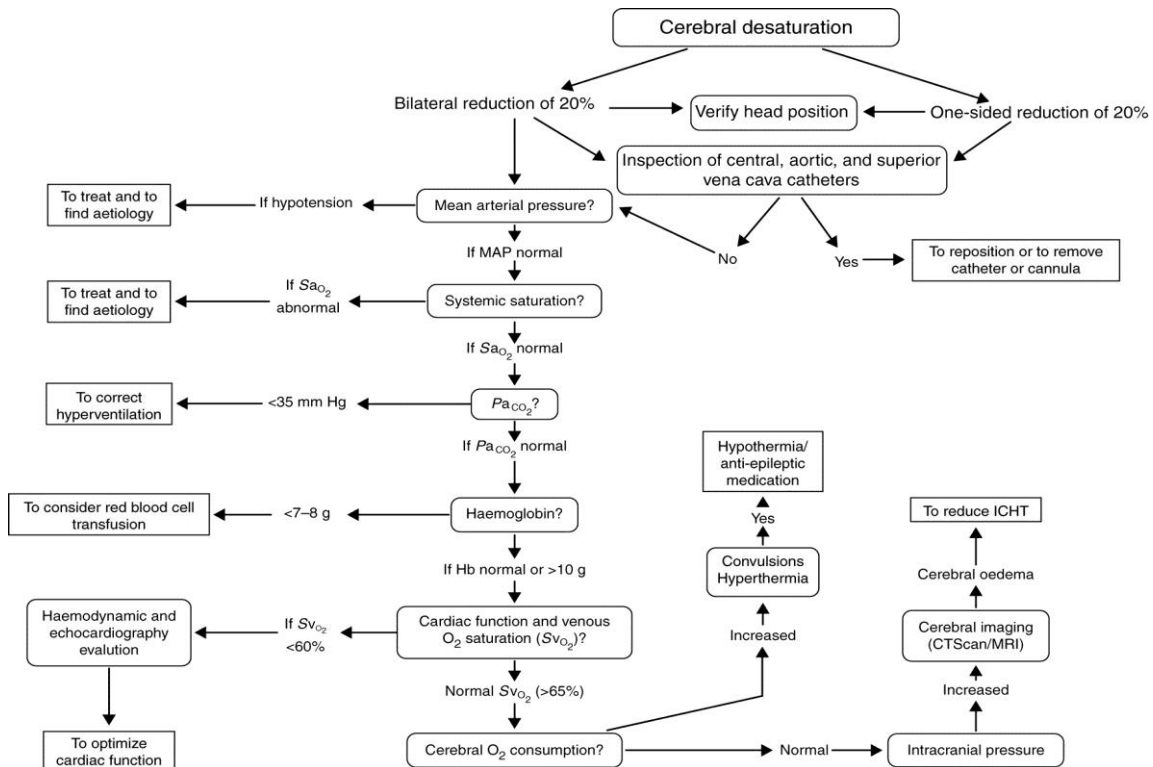 Cerebral desaturation
Bilateral reduction of 20%
Verify head position
One-sided reduction of 20%
Inspection of central, aortic, and superior
vena cava catheters
To treat and to
find aetiology
If hypotension
Mean arterial pressure?
No
Yes
To reposition or to remove
catheter or cannula
If MAP normal
To treat and to
find aetiology
If SaO₂
abnormal
Systemic saturation?
If SaO₂ normal
To correct
hyperventilation
<35 mm Hg
PaCO₂?
If PaCO₂ normal
Hypothermia/
anti-epileptic
medication
To consider red blood cell
transfusion
<7–8 g
Haemoglobin?
Yes
To reduce ICHT
If Hb normal or >10 g
Convulsions
Hyperthermia
Cerebral oedema
Haemodynamic and
echocardiography
evalution
If SvO₂
<60%
Cardiac function and venous
O₂ saturation (SvO₂)?
Increased
Cerebral imaging
(CTScan/MRI)
Normal SvO₂ (>65%)
Increased
To optimize
cardiac function
Cerebral O₂ consumption?
Normal
Intracranial pressure